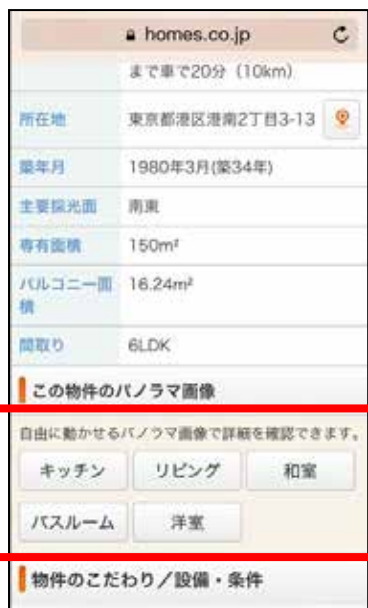 homes.co.jp
まで車で20分（10km）
所在地 東京都港区港南2丁目3-13
築年月 1980年3月(築34年)
主要採光面 南東
専有面積 150m²
バルコニー面積 16.24m²
間取り 6LDK
この物件のパノラマ画像
自由に動かせるパノラマ画像で詳細を確認できます。
キッチン リビング 和室
バスルーム 洋室
物件のこだわり／設備・条件